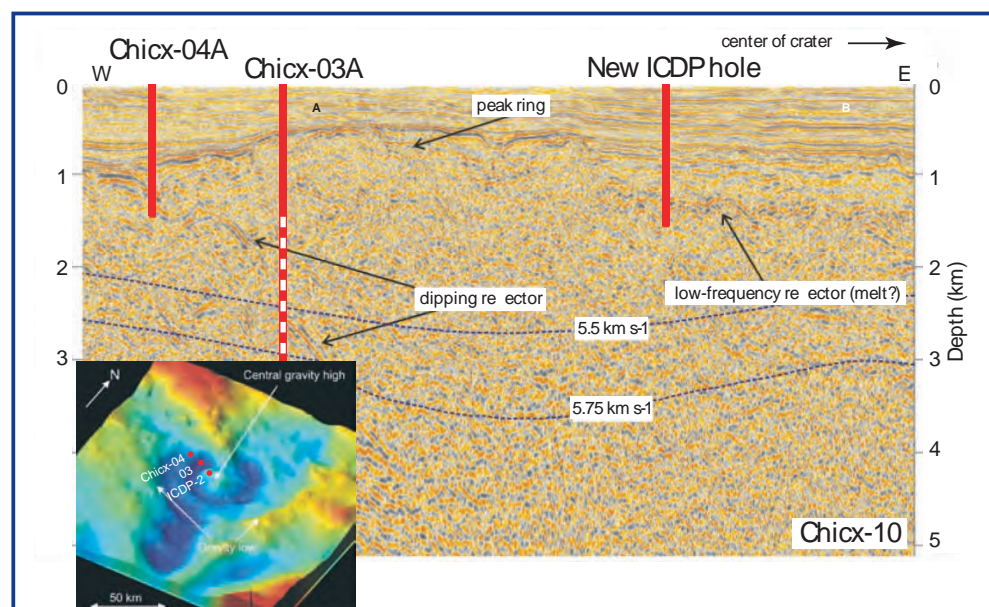 center of crater
Chicx-04A
Chicx-03A
New ICDP hole
W
E
0
0
A
B
peak ring
1
1
2
2
dipping re ector
low-frequency re ector (melt?)
5.5 km s-1
Depth (km)
3
3
N
Central gravity high
5.75 km s-1
4
Chicx-04
03
ICDP-2
Gravity low
Chicx-10
5
50 km